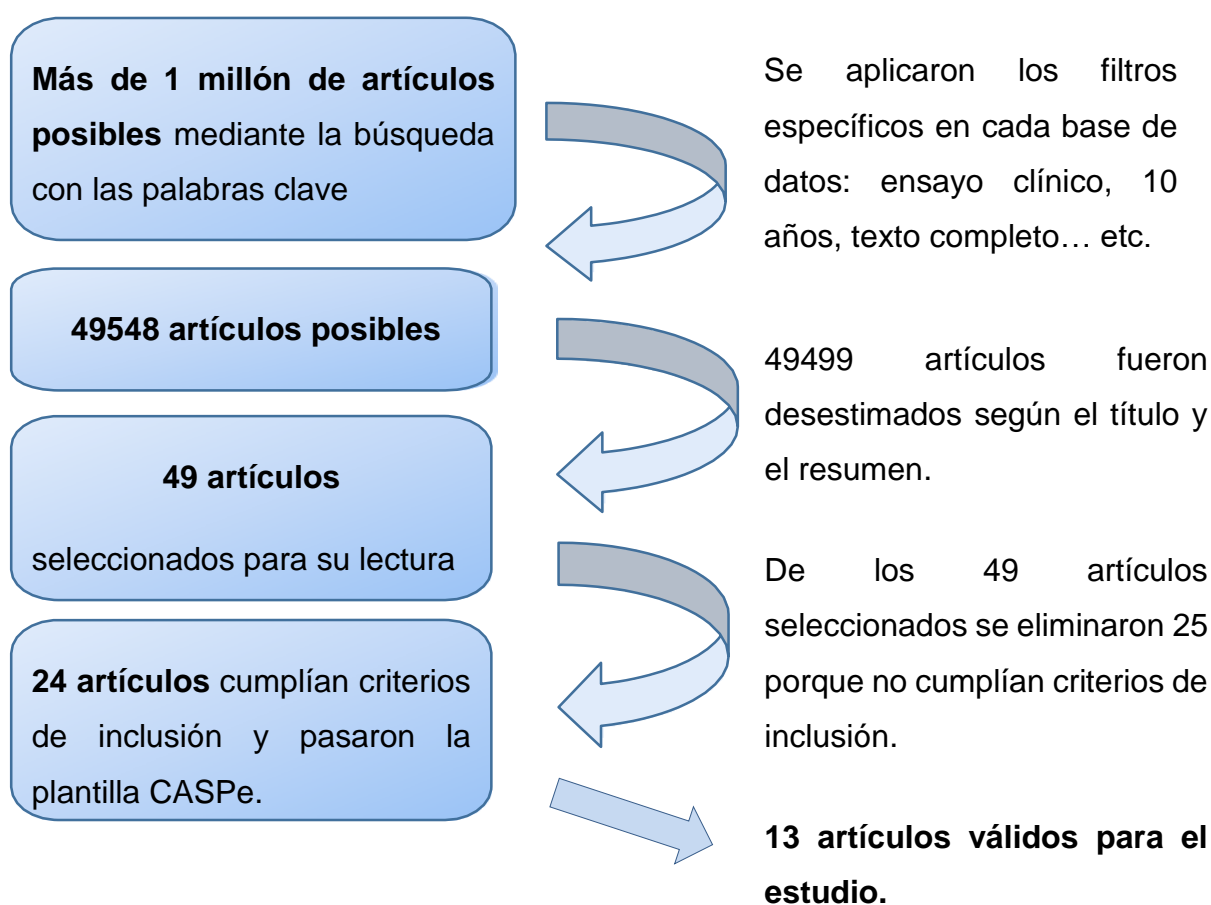 Más de 1 millón de artículos
posibles mediante la búsqueda
con las palabras clave
Se aplicaron los filtros
específicos en cada base de
datos: ensayo clínico, 10
años, texto completo… etc.
49548 artículos posibles
49499 artículos fueron
desestimados según el título y
el resumen.
49 artículos
seleccionados para su lectura
De los 49 artículos
seleccionados se eliminaron 25
porque no cumplían criterios de
inclusión.
24 artículos cumplían criterios
de inclusión y pasaron la
plantilla CASPe.
13 artículos válidos para el
estudio.